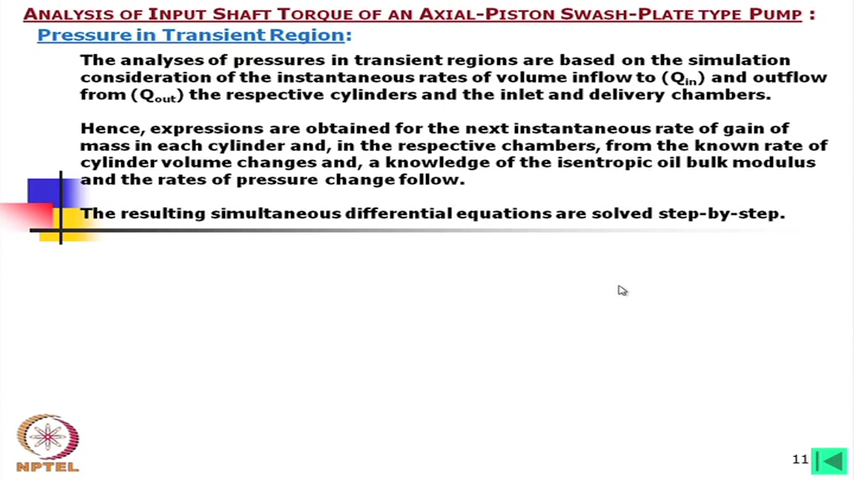 ANALYSIS OF INPUT SHAFT TORQUE OF AN AXIAL-PISTON SWASH-PLATE TYPE PUMP :
Pressure in Transient Region:
The analyses of pressures in transient regions are based on the simulation
consideration of the instantaneous rates of volume inflow to (Qin) and outflow
from (Qout) the respective cylinders and the inlet and delivery chambers.
Hence, expressions are obtained for the next instantaneous rate of gain of
mass in each cylinder and, in the respective chambers, from the known rate of
cylinder volume changes and, a knowledge of the isentropic oil bulk modulus
and the rates of pressure change follow.
The resulting simultaneous differential equations are solved step-by-step.
NPTEL
11